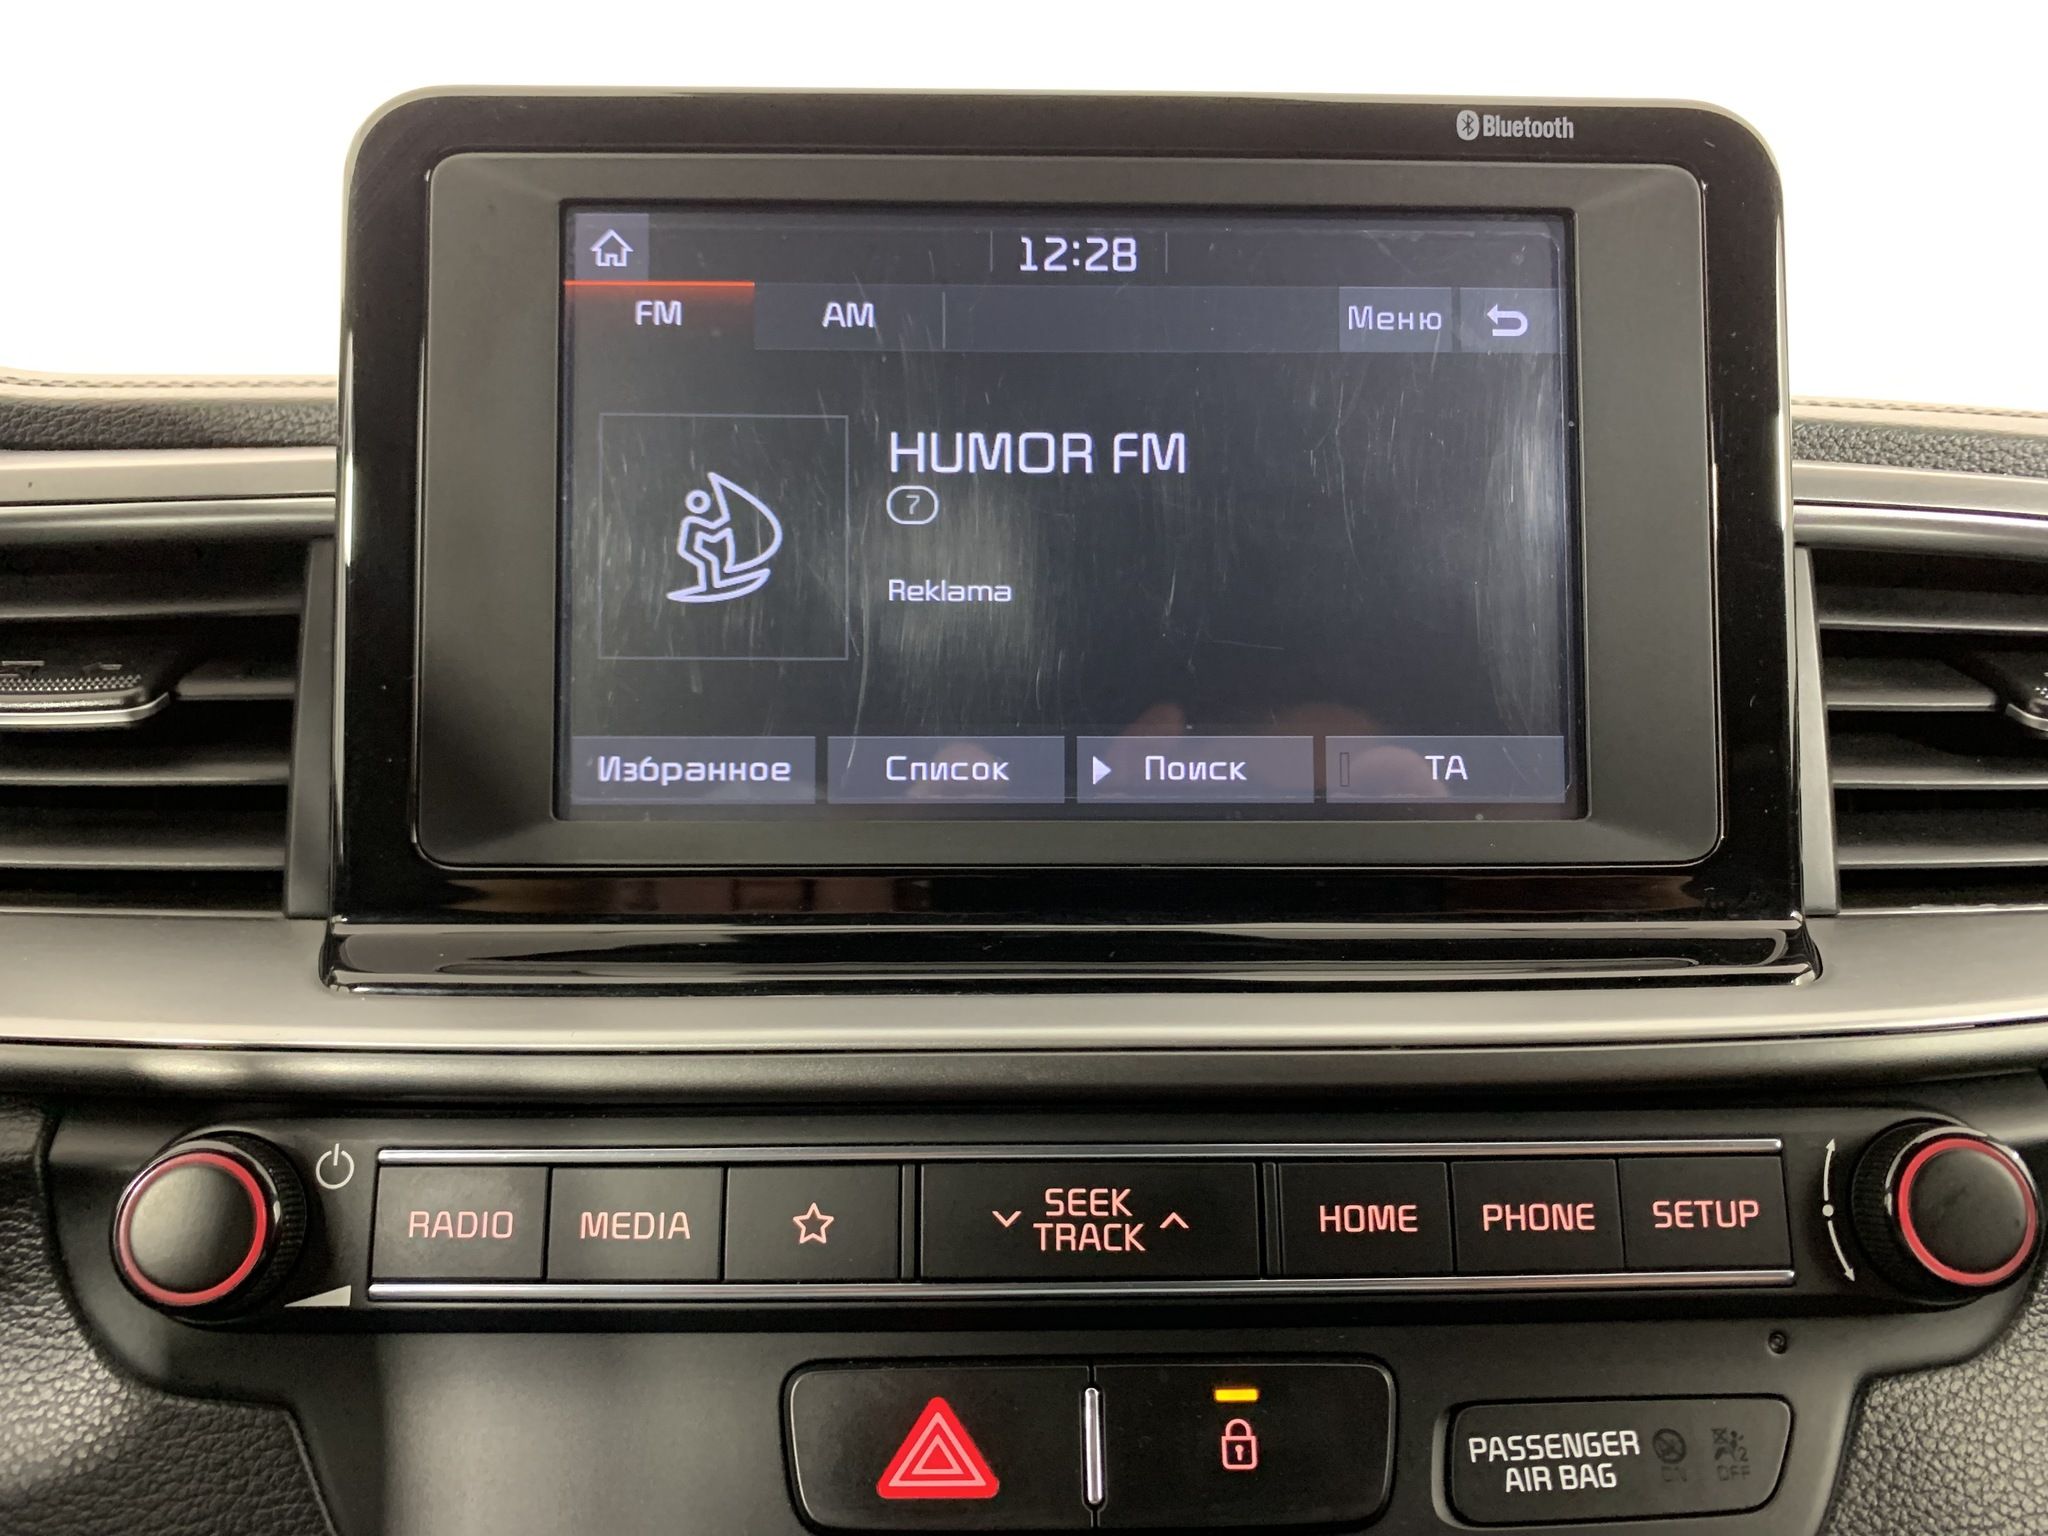 Bluetooth
12:28
FM AM Меню
HUMOR FM
7
Reklama
Избранное Список Поиск TA
RADIO MEDIA SEEK TRACK HOME PHONE SETUP
PASSENGER
AIR BAG